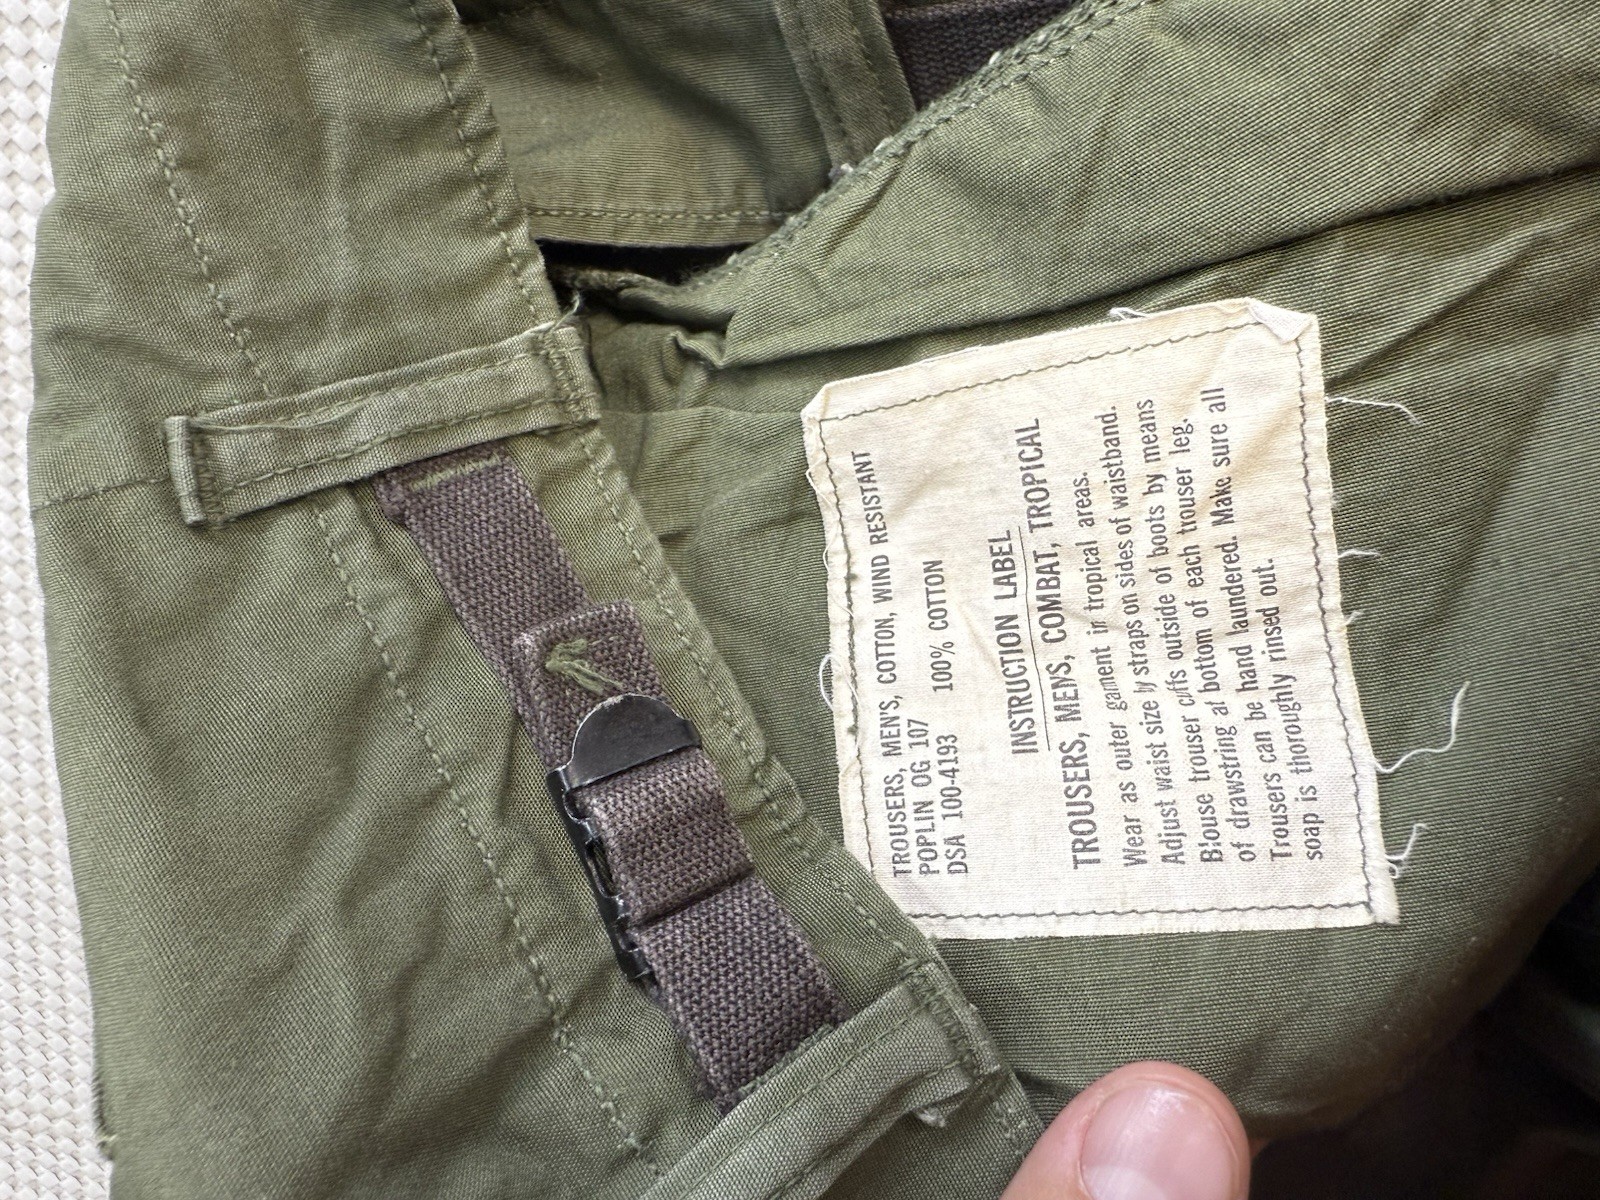 TROUSERS, MEN'S, COTTON, WIND RESISTANT
POPLIN OG 107
DSA 100-4193 100% COTTON
INSTRUCTION LABEL
TROUSERS, MENS, COMBAT, TROPICAL
Wear as outer garment in tropical areas.
Adjust waist size by straps on sides of waistband.
Blouse trouser cuffs outside of boots by means
of drawstring at bottom of each trouser leg.
Trousers can be hand laundered. Make sure all
soap is thoroughly rinsed out.